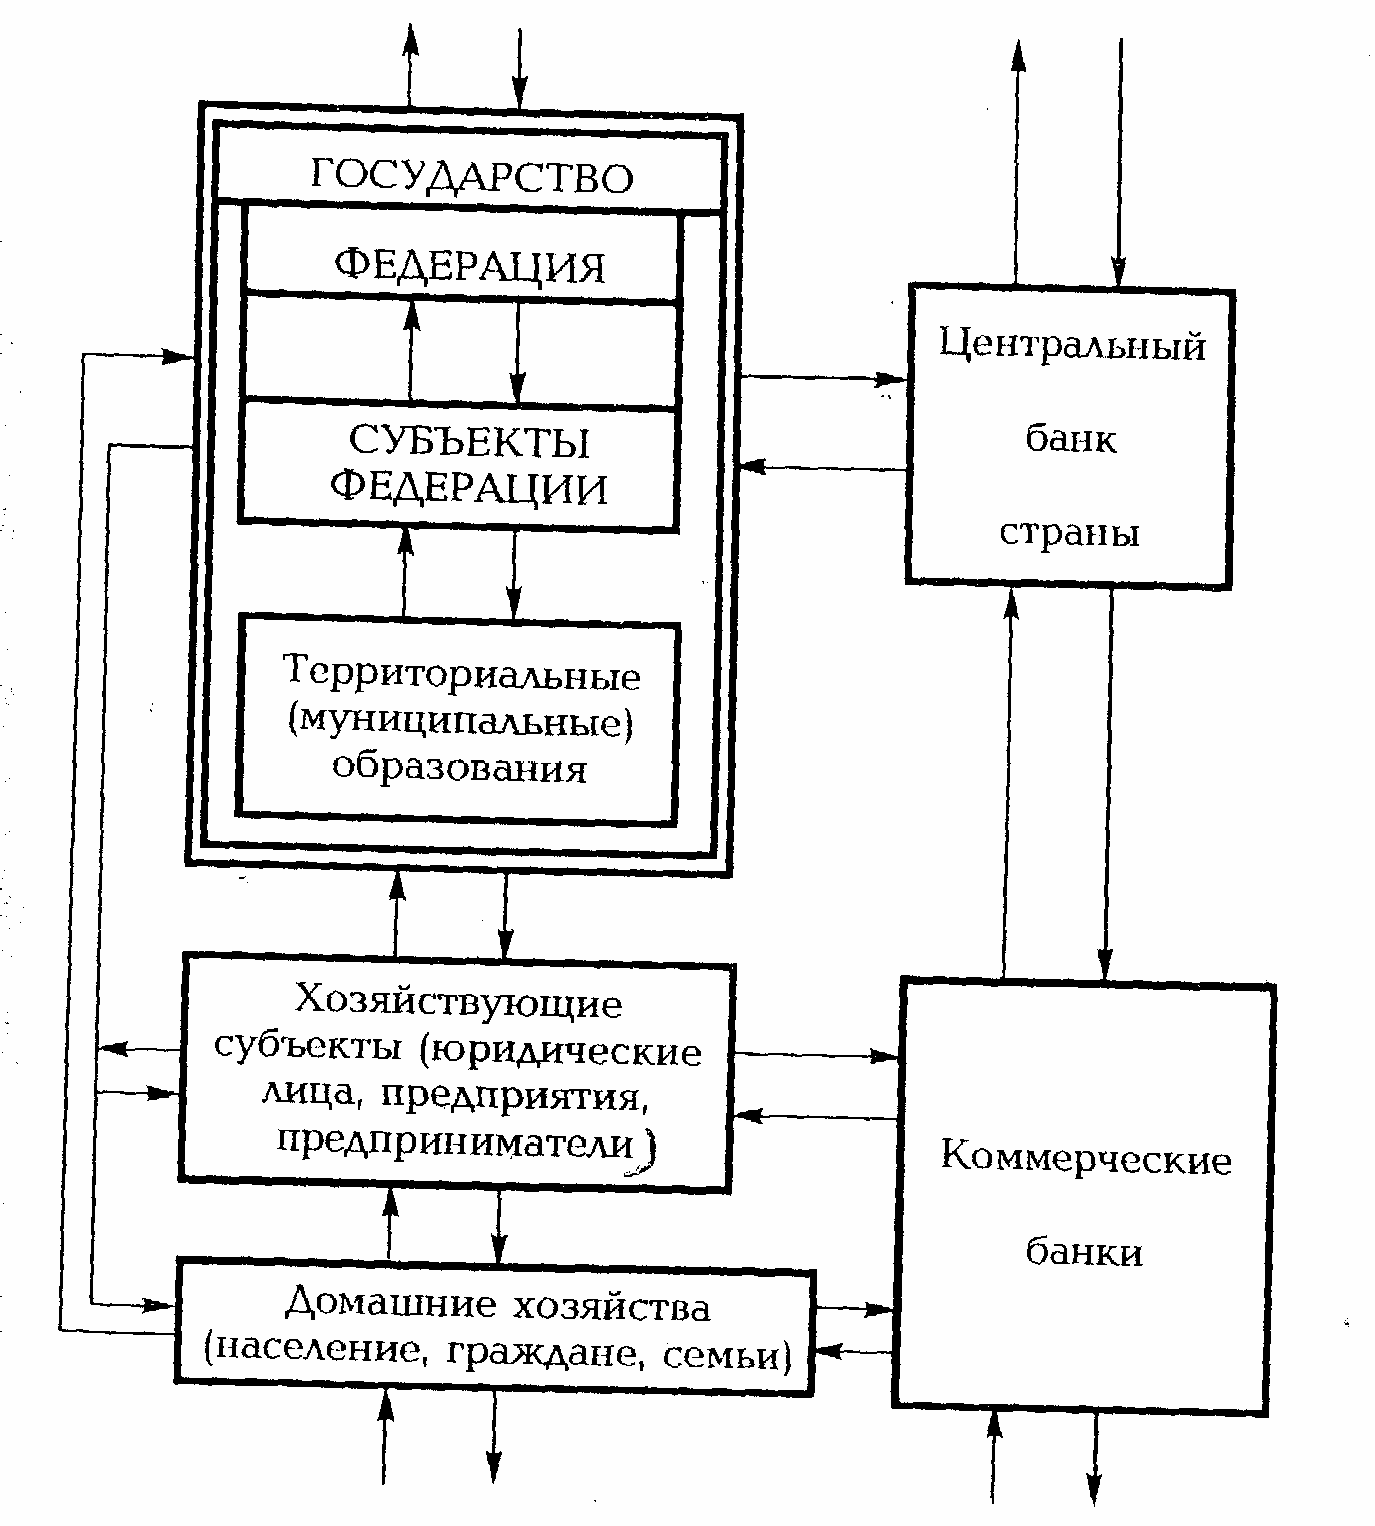 ГОСУДАРСТВО
ФЕДЕРАЦИЯ
СУБЪЕКТЫ
ФЕДЕРАЦИИ
Территориальные
(муниципальные)
образования
Центральный
банк
страны
Хозяйствующие
субъекты (юридические
лица, предприятия,
предприниматели)
Коммерческие
банки
Домашние хозяйства
(население, граждане, семьи)